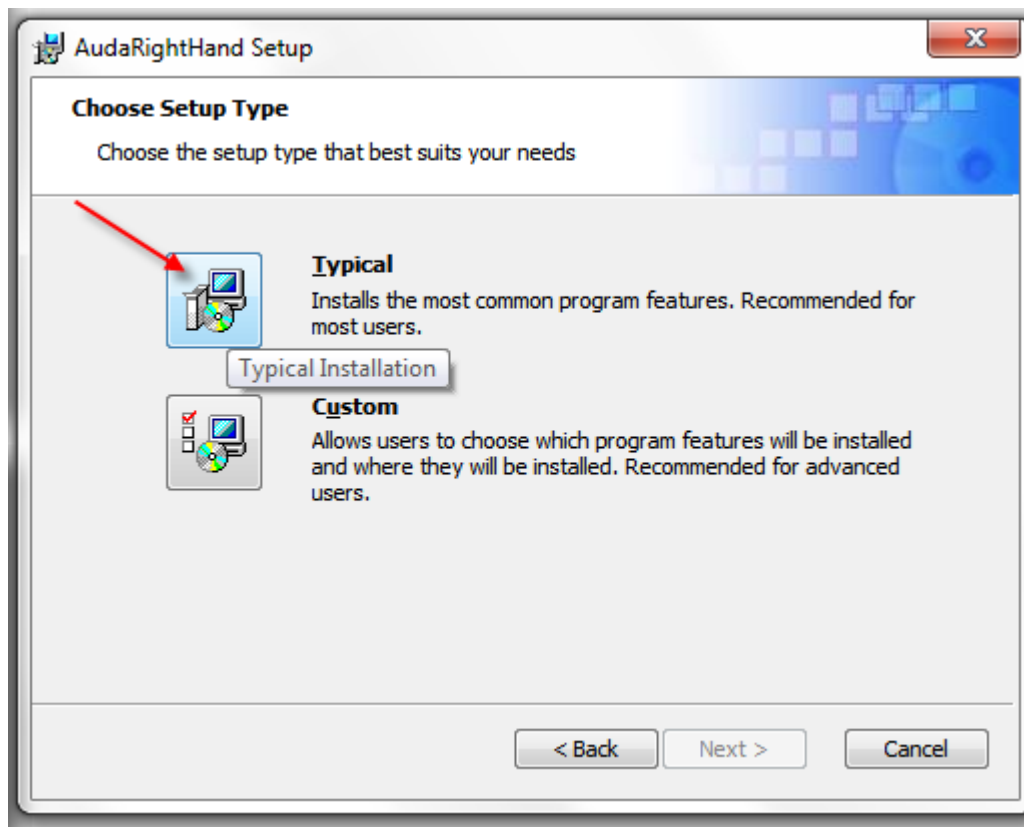 AudaRightHand Setup
Choose Setup Type
Choose the setup type that best suits your needs
Typical
Installs the most common program features. Recommended for
most users.
Typical Installation
Custom
Allows users to choose which program features will be installed
and where they will be installed. Recommended for advanced
users.
< Back
Next >
Cancel